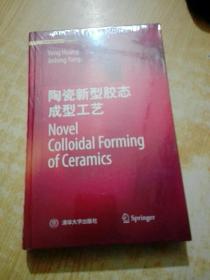 Yong Huang
Jinlong Yang
陶瓷新型胶态
成型工艺
Novel
Colloidal Forming
of Ceramics
清华大学出版社
Springer